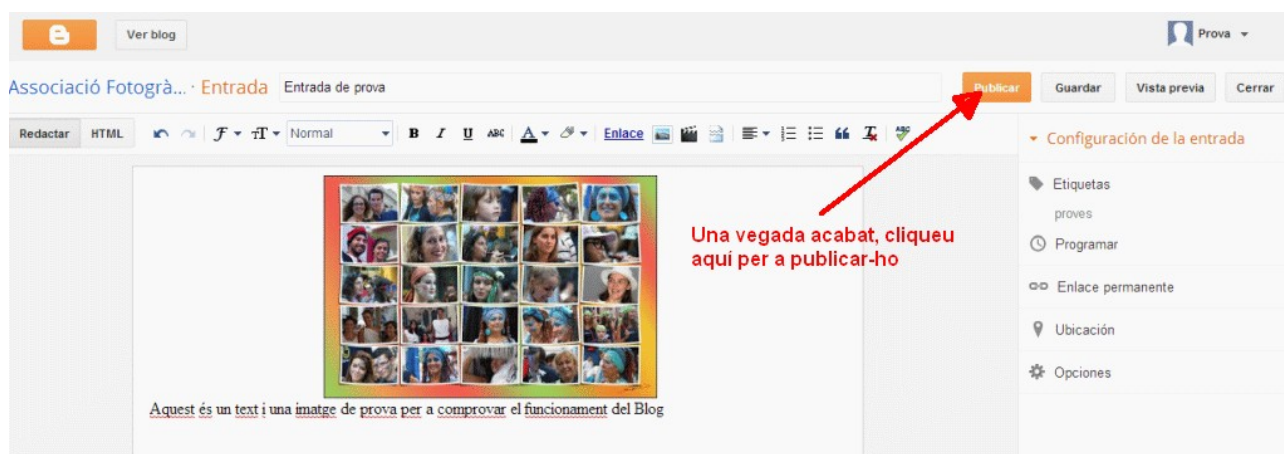 Ver blog
Prova
Associació Fotogrà... · Entrada
Entrada de prova
Publicar
Guardar
Vista previa
Cerrar
Redactar
HTML
Normal
B I U ABC A
Enlace
ABC
Configuración de la entrada
Etiquetas
proves
Programar
Enlace permanente
Ubicación
Opciones
Una vegada acabat, cliqueu
aquí per a publicar-ho
Aquest és un text i una imatge de prova per a comprovar el funcionament del Blog